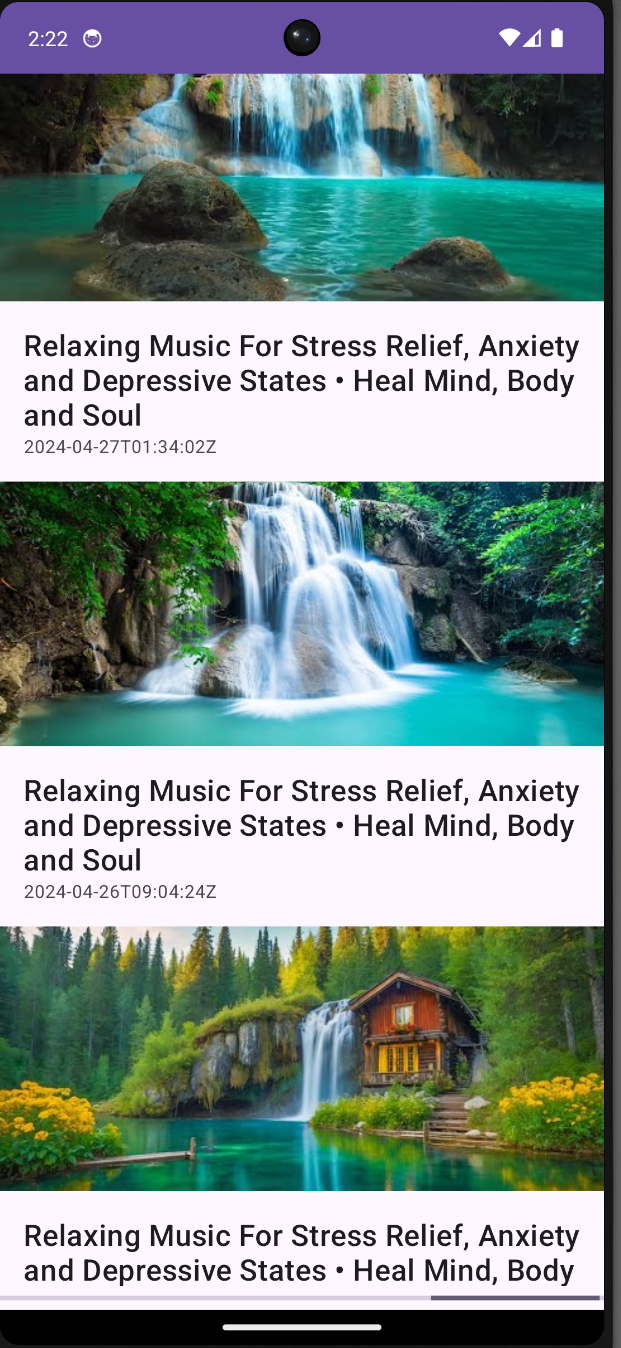 2:22
Relaxing Music For Stress Relief, Anxiety
and Depressive States • Heal Mind, Body
and Soul
2024-04-27T01:34:02Z
Relaxing Music For Stress Relief, Anxiety
and Depressive States • Heal Mind, Body
and Soul
2024-04-26T09:04:24Z
Relaxing Music For Stress Relief, Anxiety
and Depressive States • Heal Mind, Body